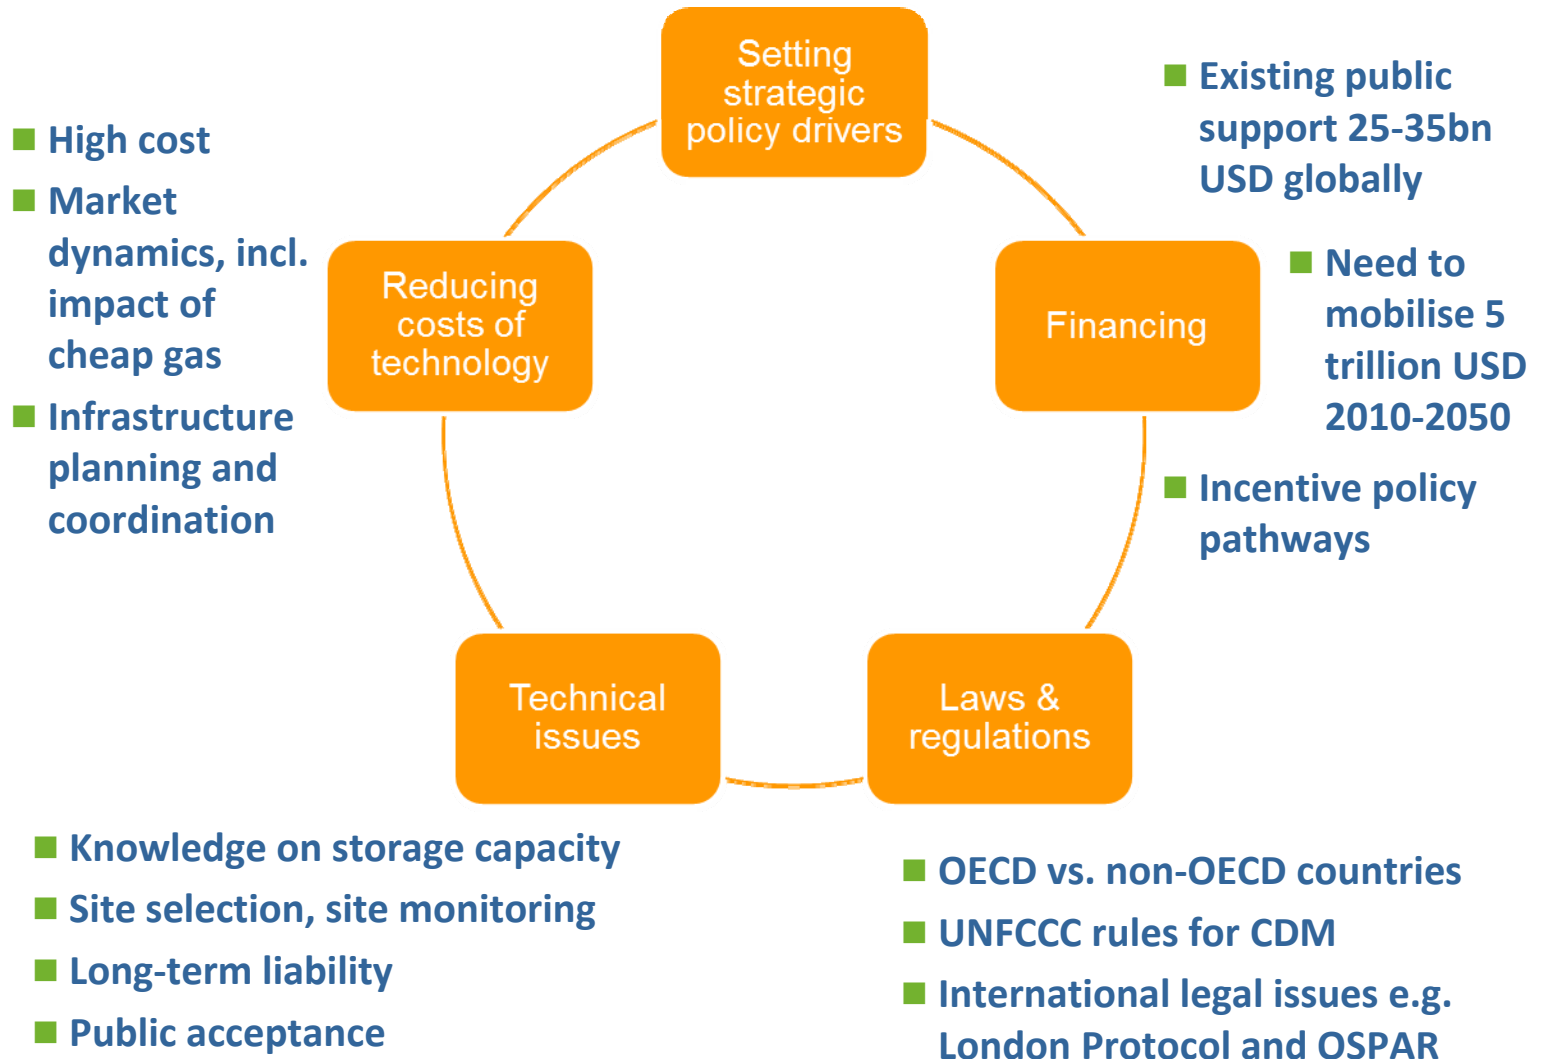 Setting
strategic
policy drivers
Existing public
support 25-35bn
USD globally
Need to
mobilise 5
trillion USD
2010-2050
Incentive policy
pathways
Financing
Laws &
regulations
OECD vs. non-OECD countries
UNFCCC rules for CDM
International legal issues e.g.
London Protocol and OSPAR
Technical
issues
Knowledge on storage capacity
Site selection, site monitoring
Long-term liability
Public acceptance
Reducing
costs of
technology
High cost
Market
dynamics, incl.
impact of
cheap gas
Infrastructure
planning and
coordination